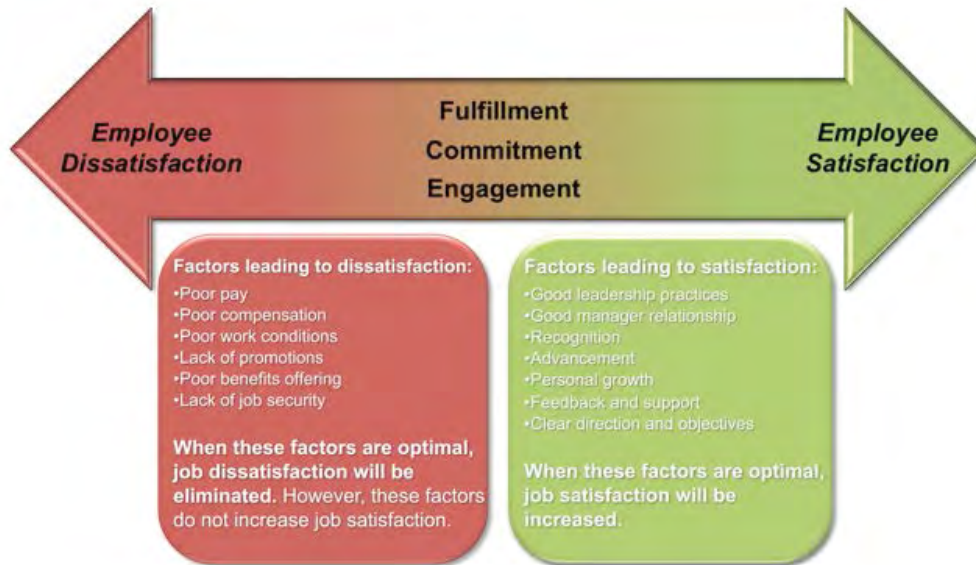 Employee
Dissatisfaction
Fulfillment
Commitment
Engagement
Employee
Satisfaction
Factors leading to dissatisfaction:
•Poor pay
•Poor compensation
•Poor work conditions
•Lack of promotions
•Poor benefits offering
•Lack of job security
When these factors are optimal,
job dissatisfaction will be
eliminated. However, these factors
do not increase job satisfaction.
Factors leading to satisfaction:
•Good leadership practices
•Good manager relationship
•Recognition
•Advancement
•Personal growth
•Feedback and support
•Clear direction and objectives
When these factors are optimal,
job satisfaction will be
increased.